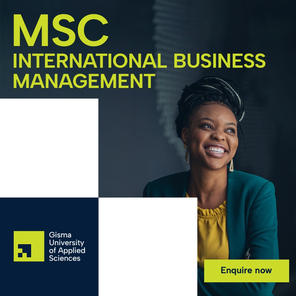 MSC
INTERNATIONAL BUSINESS
MANAGEMENT
Gisma
University
of Applied
Sciences
Enquire now